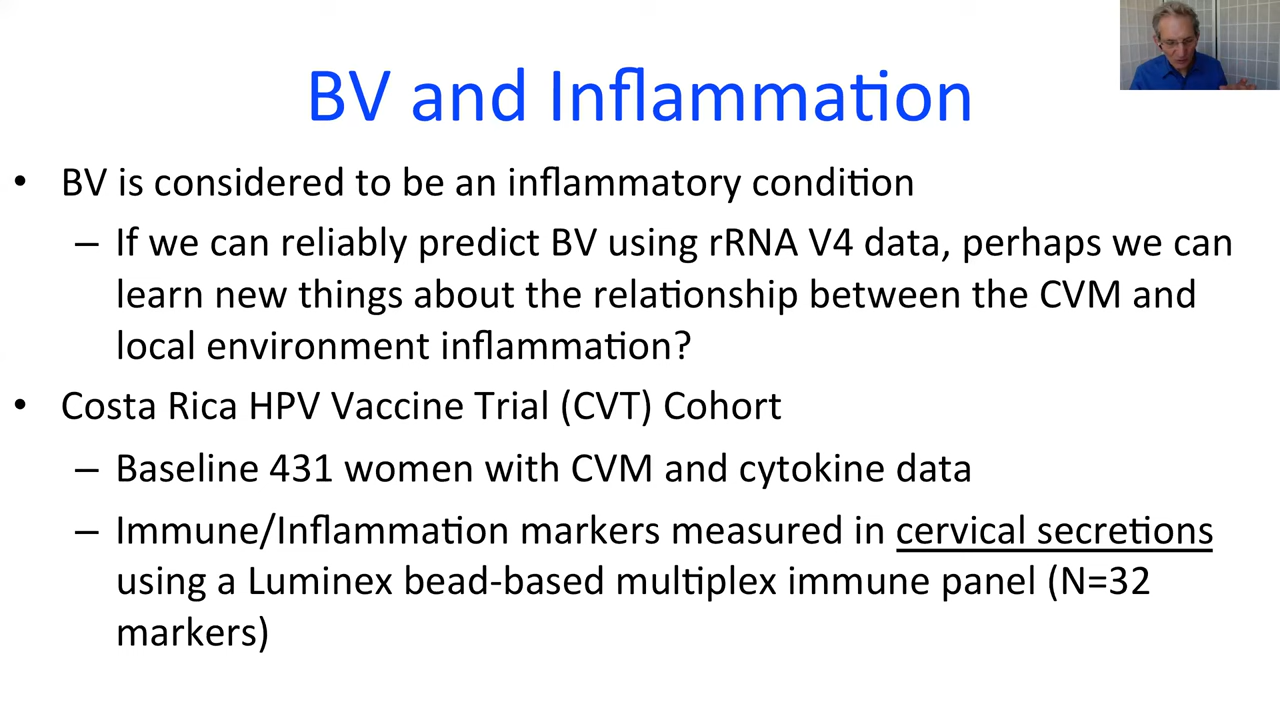 BV and Inflammation
• BV is considered to be an inflammatory condition
– If we can reliably predict BV using rRNA V4 data, perhaps we can
learn new things about the relationship between the CVM and
local environment inflammation?
• Costa Rica HPV Vaccine Trial (CVT) Cohort
– Baseline 431 women with CVM and cytokine data
– Immune/Inflammation markers measured in cervical secretions
using a Luminex bead-based multiplex immune panel (N=32
markers)